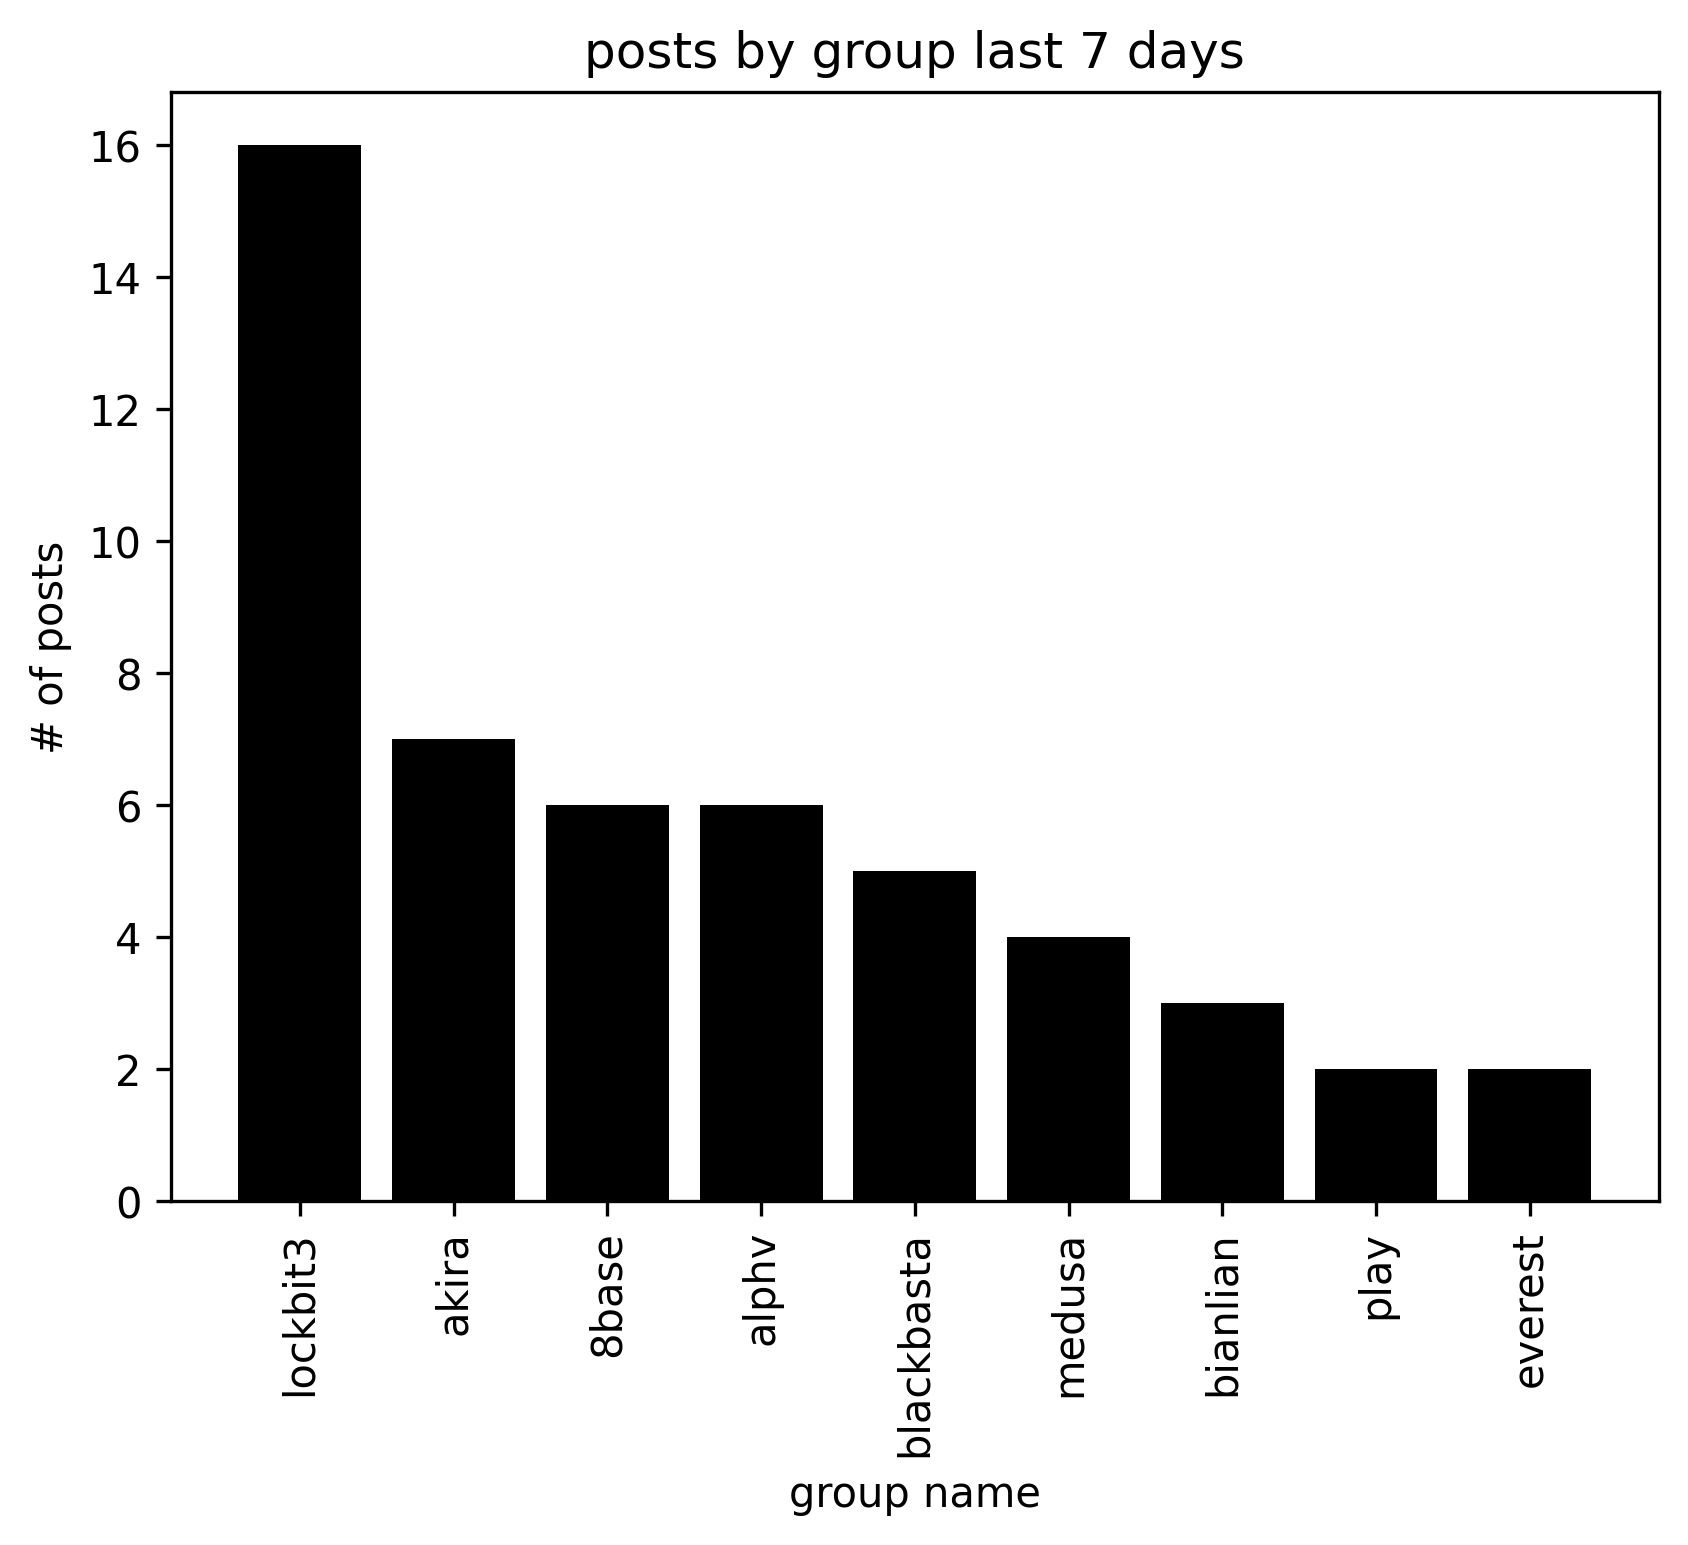 posts by group last 7 days
# of posts
16
14
12
10
8
6
4
2
0
lockbit3
akira
8base
alphv
blackbasta
medusa
bianlian
play
everest
group name